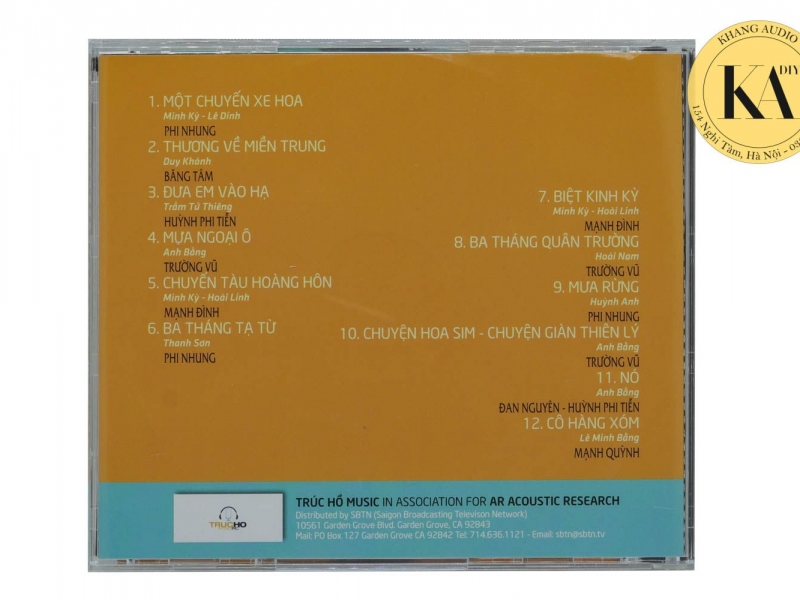 1. MỘT CHUYẾN XE HOA
Minh Kỳ - Lê Dinh
PHI NHUNG
2. THƯƠNG VỀ MIỀN TRUNG
Duy Khánh
BĂNG TÂM
3. ĐƯA EM VÀO HẠ
Trầm Tử Thiêng
HUỲNH PHI TIỄN
4. MƯA NGOẠI Ô
Anh Bằng
TRƯỜNG VŨ
5. CHUYẾN TÀU HOÀNG HÔN
Minh Kỳ - Hoài Linh
MẠNH ĐÌNH
6. BA THÁNG TẠ TỪ
Thanh Sơn
PHI NHUNG
7. BIỆT KINH KỲ
Minh Kỳ - Hoài Linh
MẠNH ĐÌNH
8. BA THÁNG QUÂN TRƯỜNG
Hoài Nam
TRƯỜNG VŨ
9. MƯA RỪNG
Huỳnh Anh
PHI NHUNG
10. CHUYỆN HOA SIM - CHUYỆN GIÀN THIÊN LÝ
Anh Bằng
TRƯỜNG VŨ
11. NÓ
Anh Bằng
ĐAN NGUYÊN - HUỲNH PHI TIỄN
12. CÔ HÀNG XÓM
Lê Minh Bằng
MẠNH QUỲNH
TRÚC HỒ MUSIC IN ASSOCIATION FOR AR ACOUSTIC RESEARCH
Distributed by SBTN (Saigon Broadcasting Televison Network)
10561 Garden Grove Blvd. Garden Grove, CA 92843
Mail; PO Box 127 Garden Grove CA 92842 Tel: 714.636.1121 - Email: sbtn@sbtn.tv
TRÚCHO
KHANG AUDIO
KA DIY
154 Nghi Tàm, Hà Nội